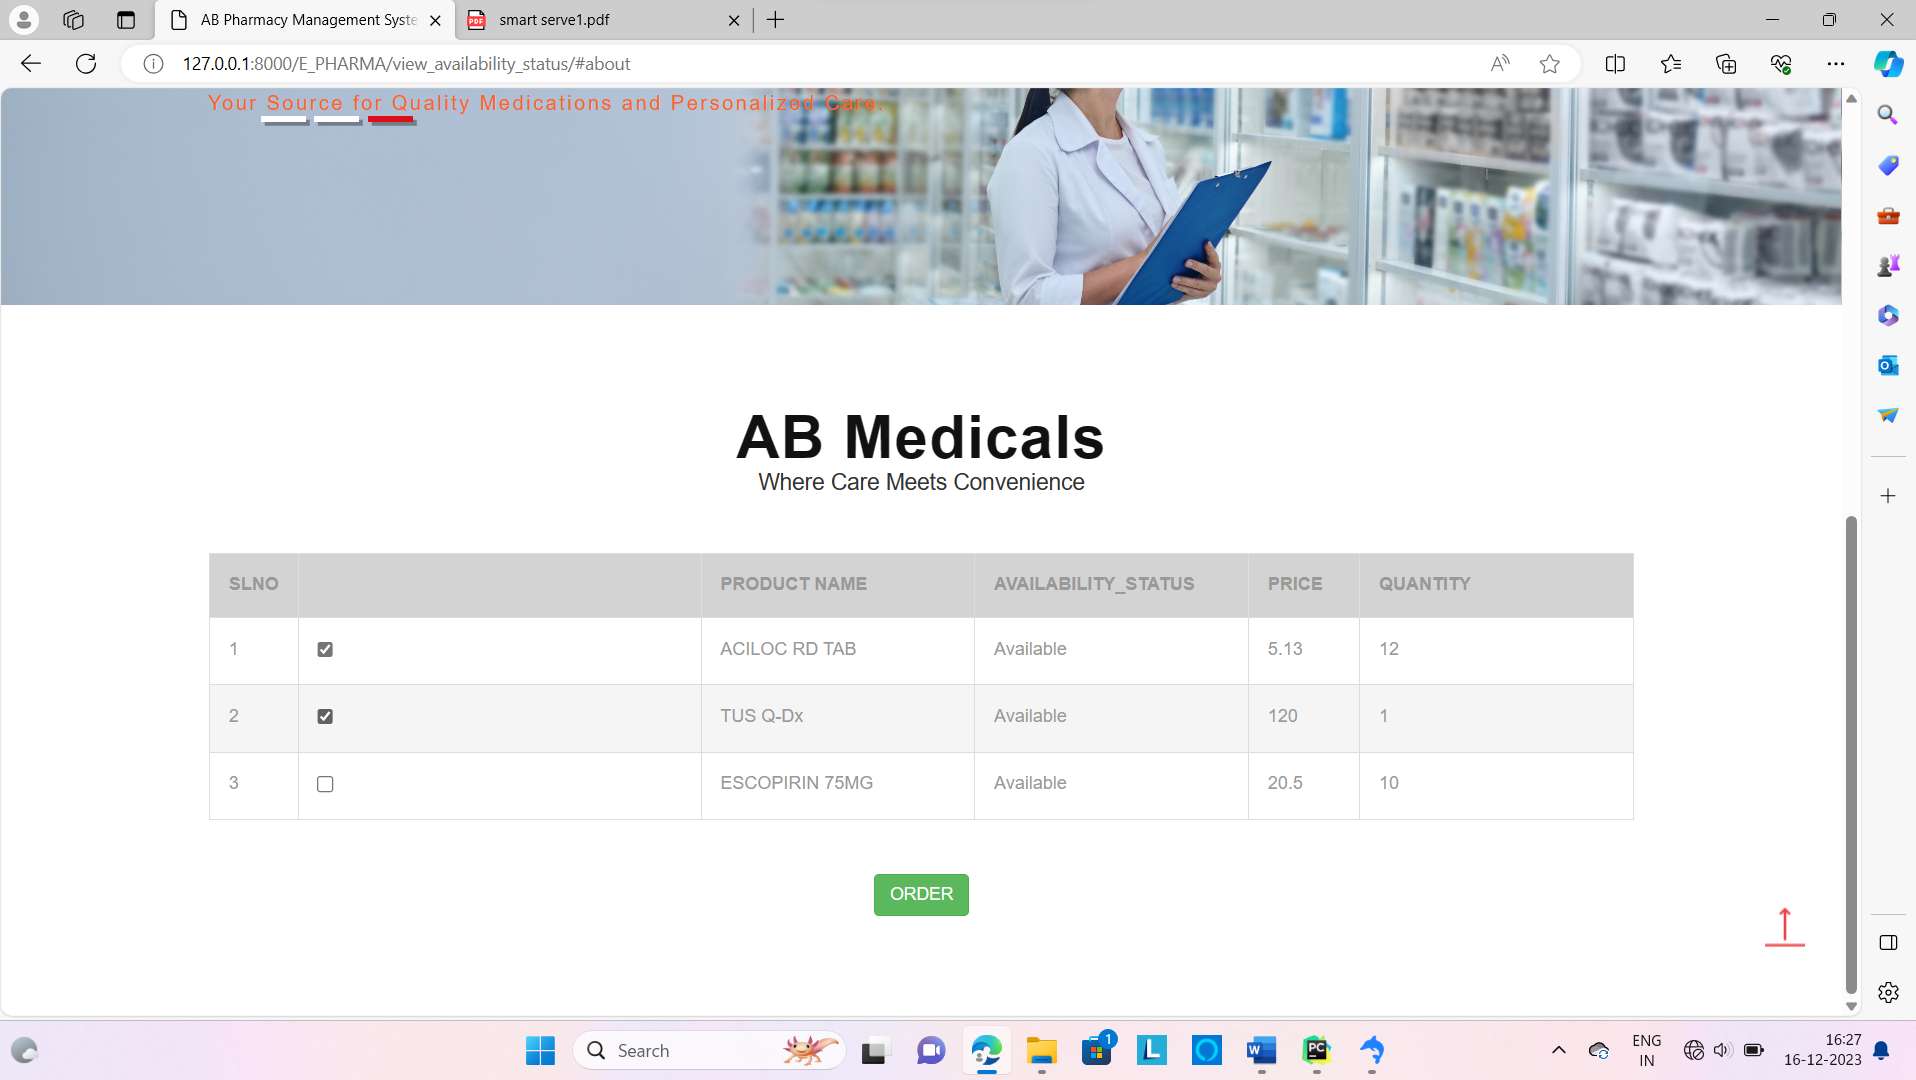 AB Pharmacy Management Syste
smart serve1.pdf
127.0.0.1:8000/E_PHARMA/view_availability_status/#about
Your Source for Quality Medications and Personalized Care.
AB Medicals
Where Care Meets Convenience
SLNO PRODUCT NAME AVAILABILITY_STATUS PRICE QUANTITY
1 ACILOC RD TAB Available 5.13 12
2 TUS Q-Dx Available 120 1
3 ESCOPIRIN 75MG Available 20.5 10
ORDER
Search
1
ENG
IN
16:27
16-12-2023